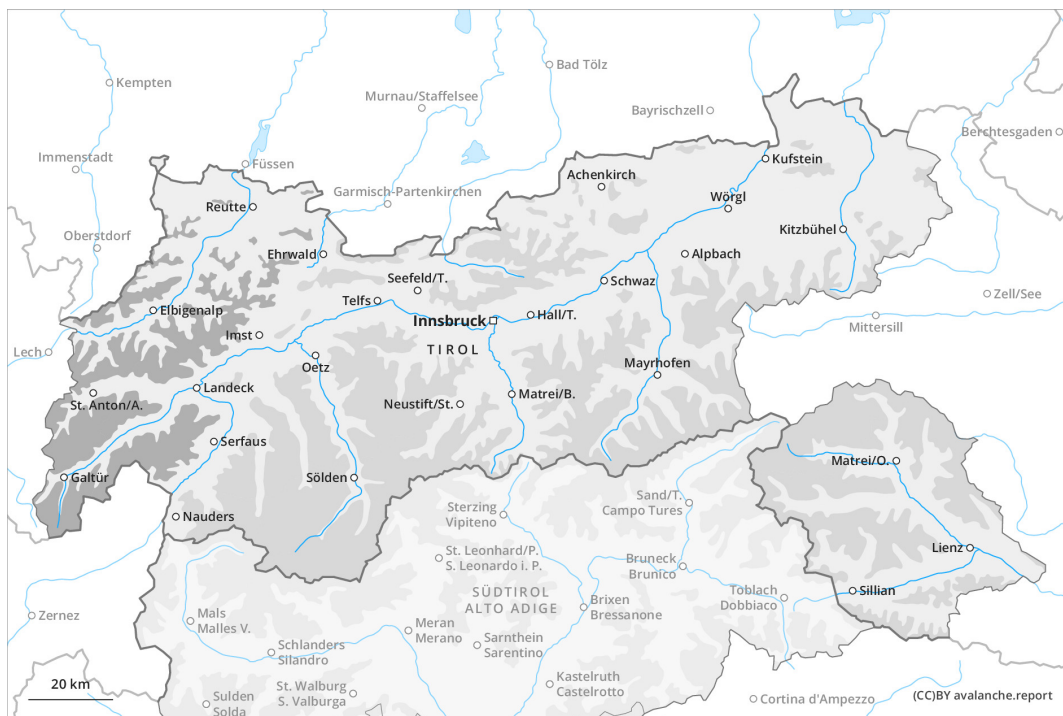 Bad Tölz
Kempten
Murnau/Staffelsee
Bayrischzell
Berchtesgaden
Immenstadt
Füssen
Kufstein
Achenkirch
Garmisch-Partenkirchen
Reutte
Wörgl
Kitzbühel
Oberstdorf
Ehrwald
Alpbach
Seefeld/T.
Schwaz
Zell/See
Telfs
Elbigenalp
Hall/T.
Innsbruck
Mittersill
Imst
TIROL
Lech
Oetz
Mayrhofen
Landeck
St. Anton/A.
Matrei/B.
Neustift/St.
Serfaus
Matrei/O.
Galtür
Sölden
Sand/T.
Campo Tures
Sterzing
Vipiteno
Nauders
Lienz
St. Leonhard/P.
S. Leonardo i. P.
Bruneck
Brunico
SÜDTIROL
ALTO ADIGE
Toblach
Dobbiaco
Sillian
Brixen
Bressanone
Zernez
Mals
Malles V.
Meran
Merano
Sarnthein
Sarentino
Schlanders
Silandro
Kastelruth
Castelrotto
20 km
St. Walburg
S. Valburga
Sulden
Solda
Cortina d'Ampezzo
(CC)BY avalanche.report